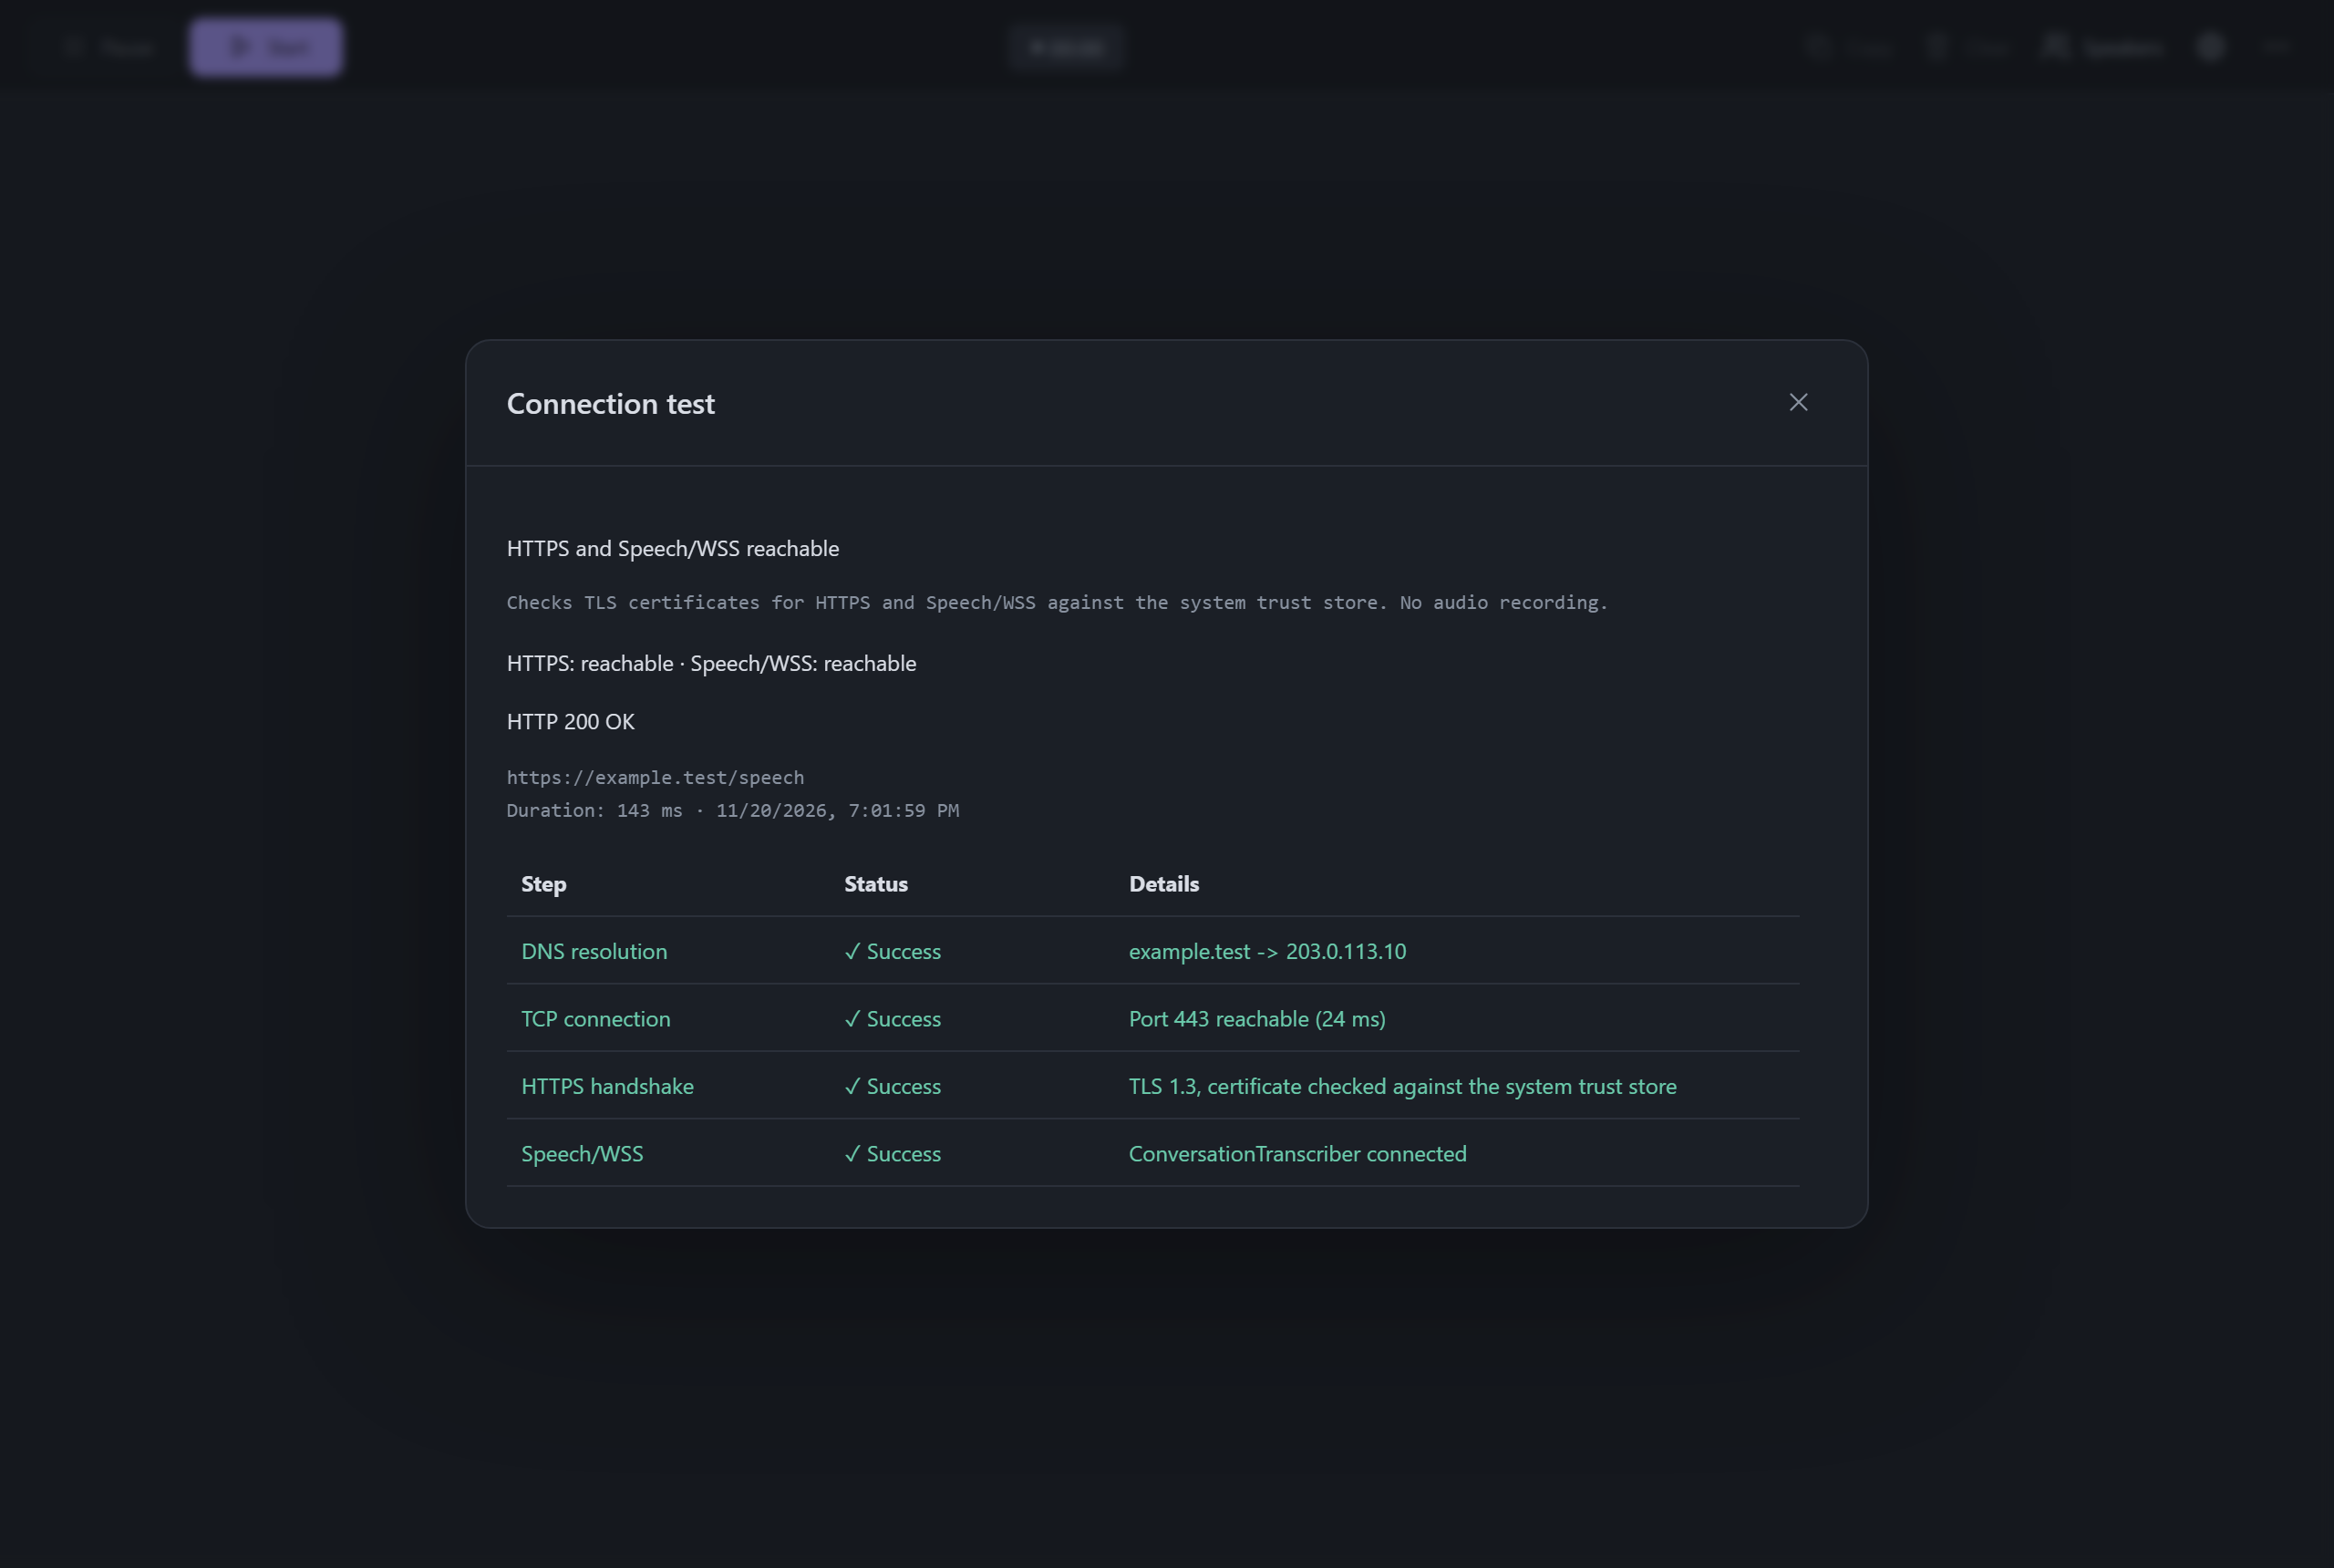 Speakers
Connection test
HTTPS and Speech/WSS reachable
Checks TLS certificates for HTTPS and Speech/WSS against the system trust store. No audio recording.
HTTPS: reachable · Speech/WSS: reachable
HTTP 200 OK
https://example.test/speech
Duration: 143 ms · 11/20/2026, 7:01:59 PM
Step Status Details
DNS resolution ✓ Success example.test -> 203.0.113.10
TCP connection ✓ Success Port 443 reachable (24 ms)
HTTPS handshake ✓ Success TLS 1.3, certificate checked against the system trust store
Speech/WSS ✓ Success ConversationTranscriber connected